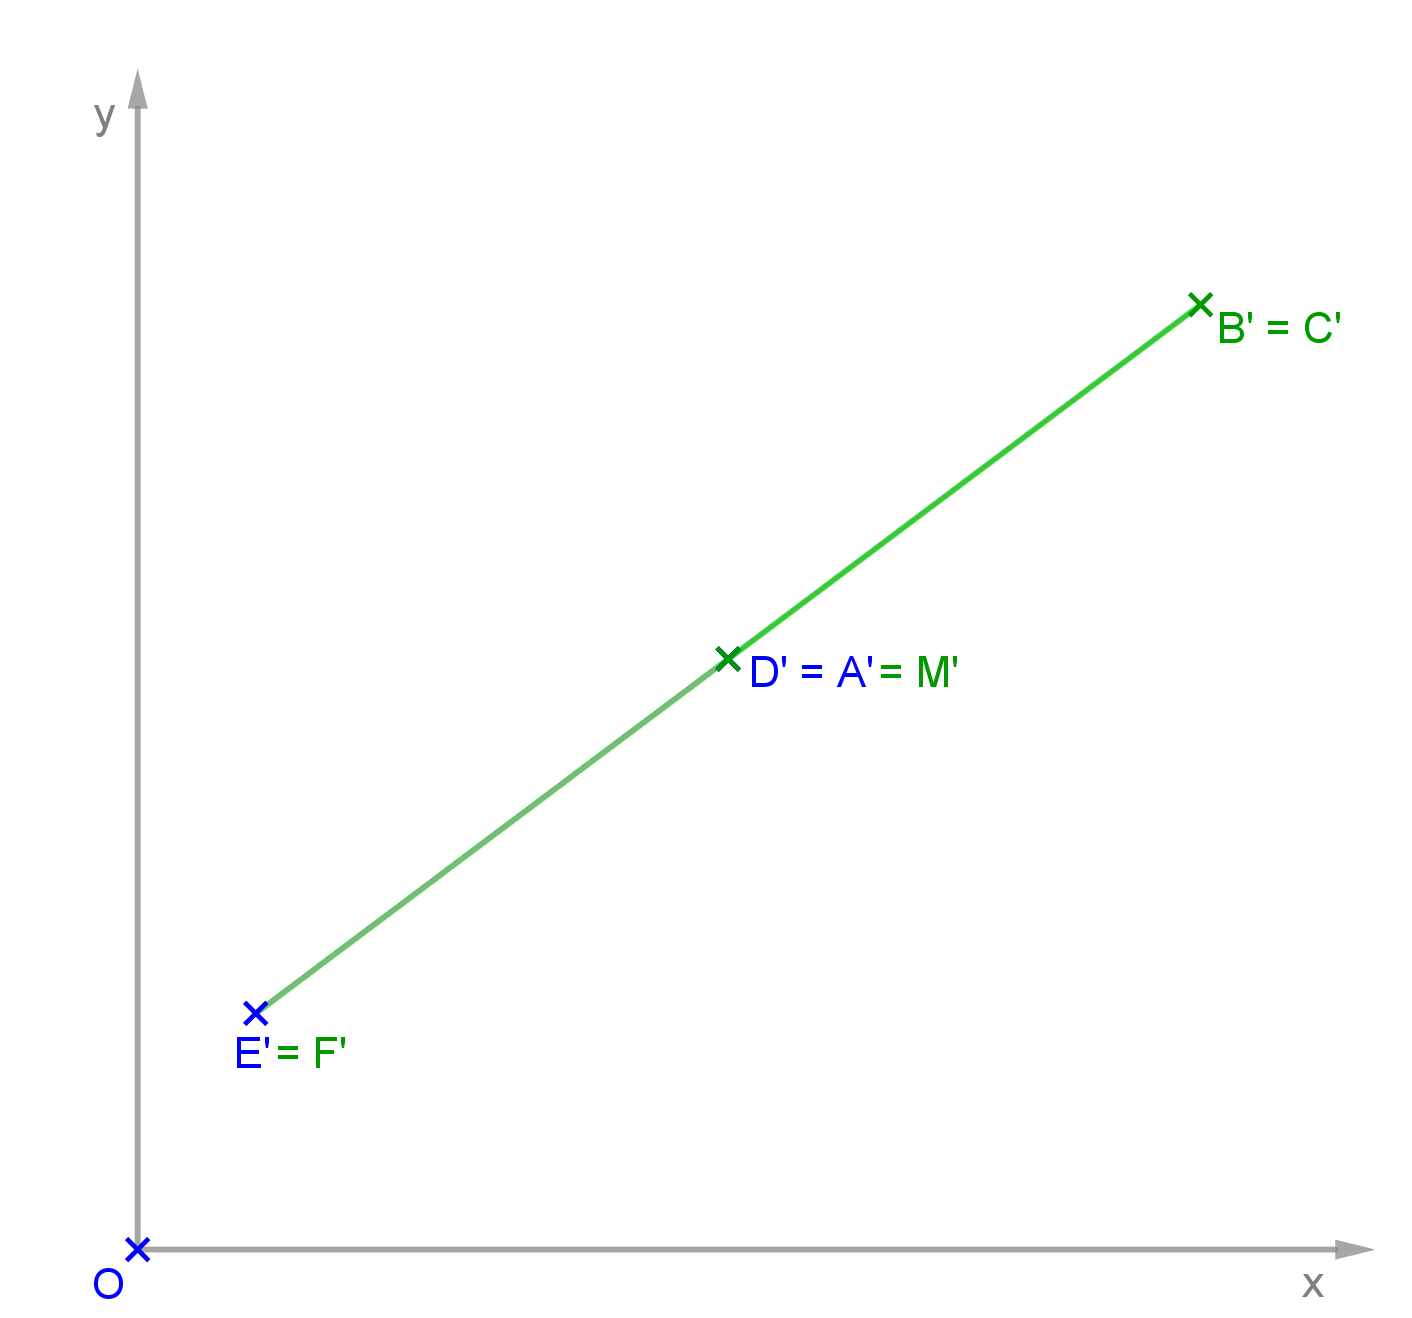 y
B' = C'
D' = A' = M'
E' = F'
O
x